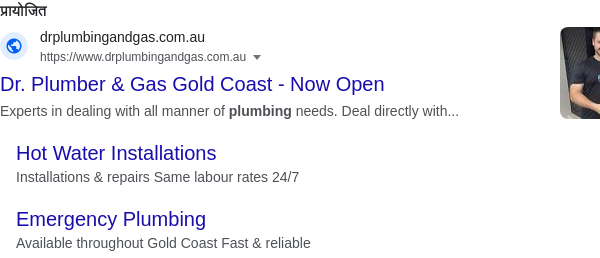 प्रायोजित
drplumbingandgas.com.au
https://www.drplumbingandgas.com.au
Dr. Plumber & Gas Gold Coast - Now Open
Experts in dealing with all manner of plumbing needs. Deal directly with...
Hot Water Installations
Installations & repairs Same labour rates 24/7
Emergency Plumbing
Available throughout Gold Coast Fast & reliable